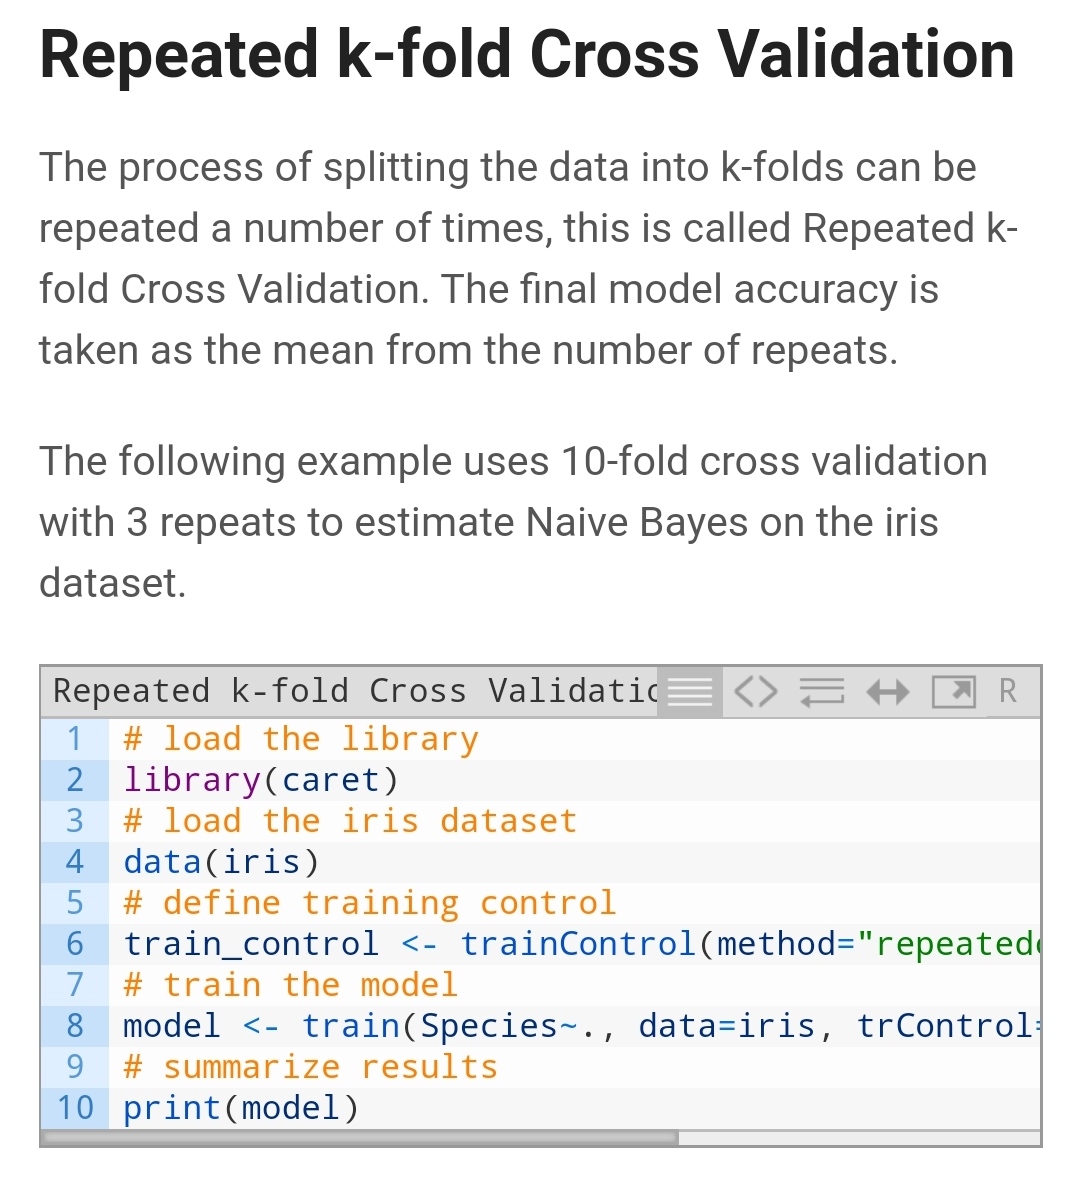 Repeated k-fold Cross Validation
The process of splitting the data into k-folds can be
repeated a number of times, this is called Repeated k-
fold Cross Validation. The final model accuracy is
taken as the mean from the number of repeats.
The following example uses 10-fold cross validation
with 3 repeats to estimate Naive Bayes on the iris
dataset.
Repeated k-fold Cross Validatio R
1 # load the library
2 library(caret)
3 # load the iris dataset
4 data(iris)
5 # define training control
6 train_control <- trainControl(method="repeatedc
7 # train the model
8 model <- train(Species~., data=iris, trControl=
9 # summarize results
10 print(model)